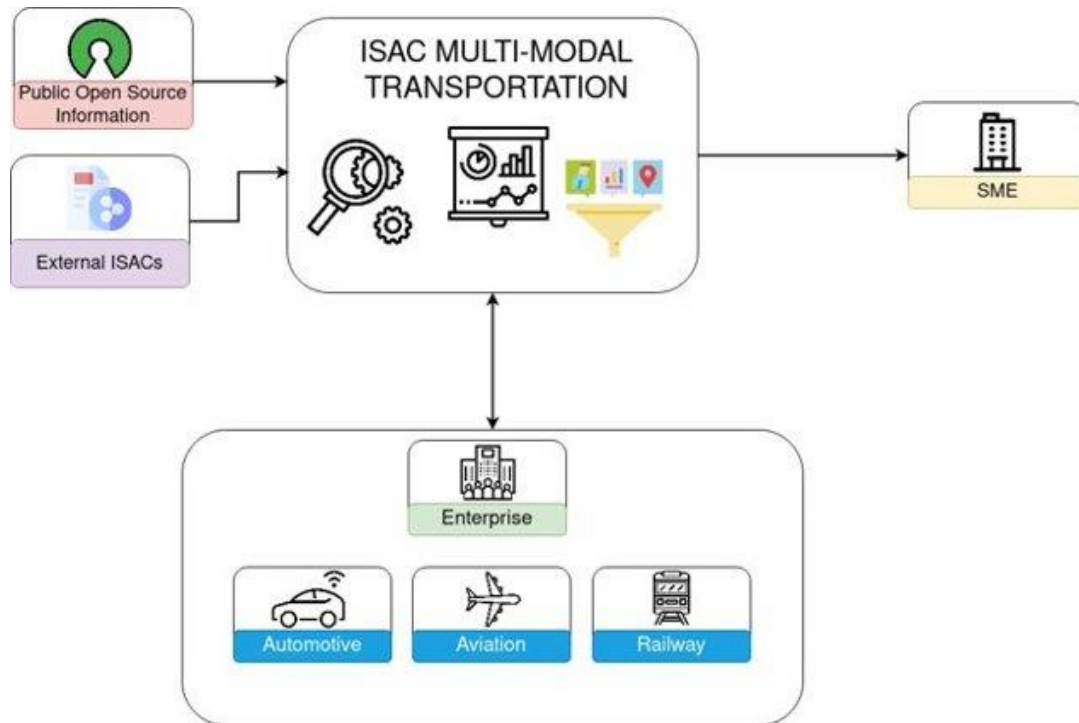 Public Open Source
Information
External ISACs
ISAC MULTI-MODAL
TRANSPORTATION
SME
Enterprise
Automotive
Aviation
Railway